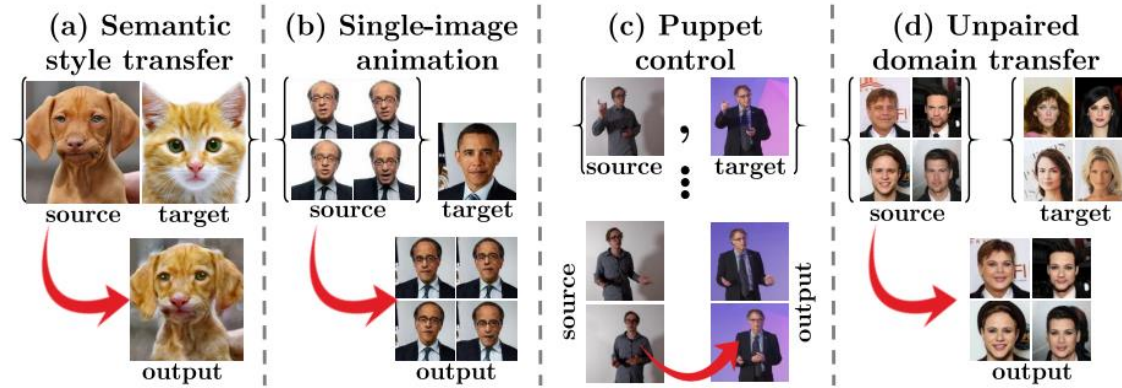 (a) Semantic
style transfer
source target
output
(b) Single-image
animation
source target
output
(c) Puppet
control
,
source target
source
output
(d) Unpaired
domain transfer
source target
output